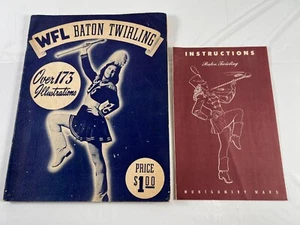 WFL BATON TWIRLING
Over 173
Illustrations
PRICE
$1.00
INSTRUCTIONS
Baton Twirling
MONTGOMERY WARD